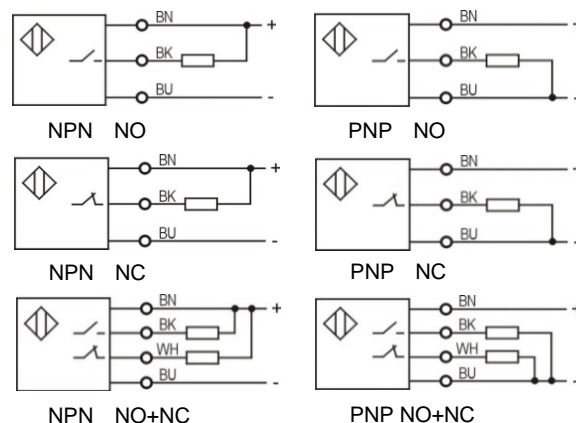 BN +
BK
BU -
NPN NO
BN
BK
BU -
PNP NO
BN +
BK
BU -
NPN NC
BN
BK
BU -
PNP NC
BN +
BK
WH
BU -
NPN NO+NC
BN
BK
WH
BU -
PNP NO+NC